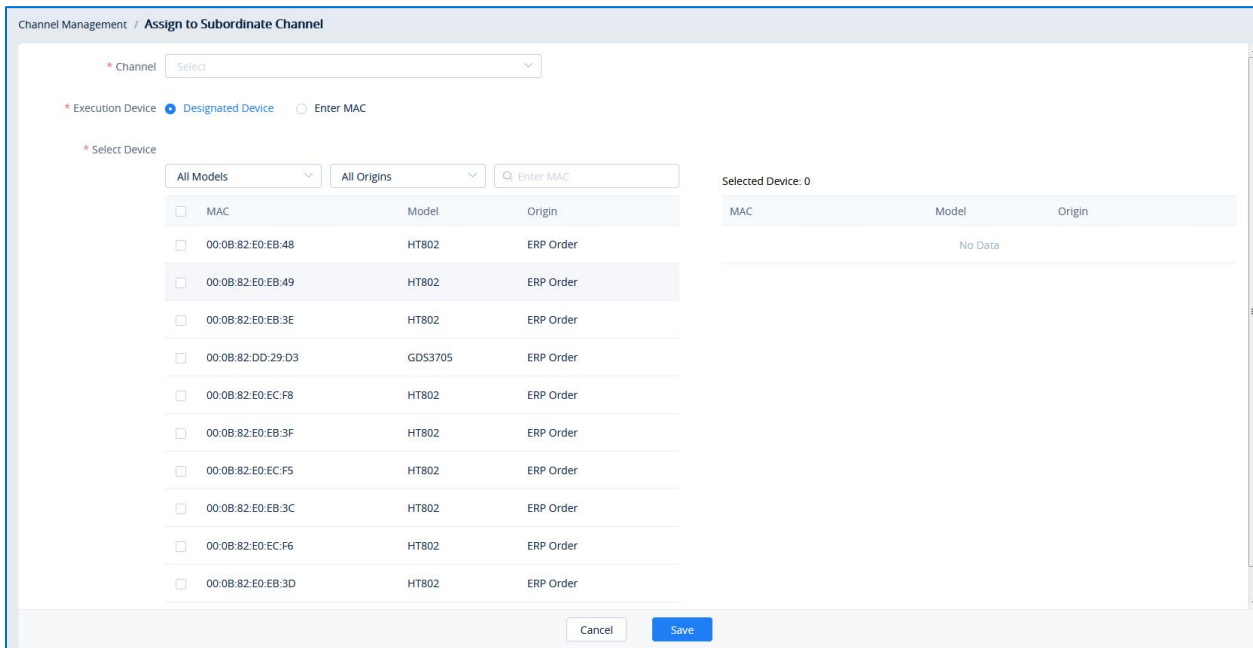 Channel Management / Assign to Subordinate Channel
* Channel Select
* Execution Device Designated Device Enter MAC
* Select Device
All Models All Origins Enter MAC
Selected Device: 0
MAC Model Origin MAC Model Origin
00:0B:82:E0:EB:48 HT802 ERP Order No Data
00:0B:82:E0:EB:49 HT802 ERP Order
00:0B:82:E0:EB:3E HT802 ERP Order
00:0B:82:DD:29:D3 GDS3705 ERP Order
00:0B:82:E0:EC:F8 HT802 ERP Order
00:0B:82:E0:EB:3F HT802 ERP Order
00:0B:82:E0:EC:F5 HT802 ERP Order
00:0B:82:E0:EB:3C HT802 ERP Order
00:0B:82:E0:EC:F6 HT802 ERP Order
00:0B:82:E0:EB:3D HT802 ERP Order
Cancel Save